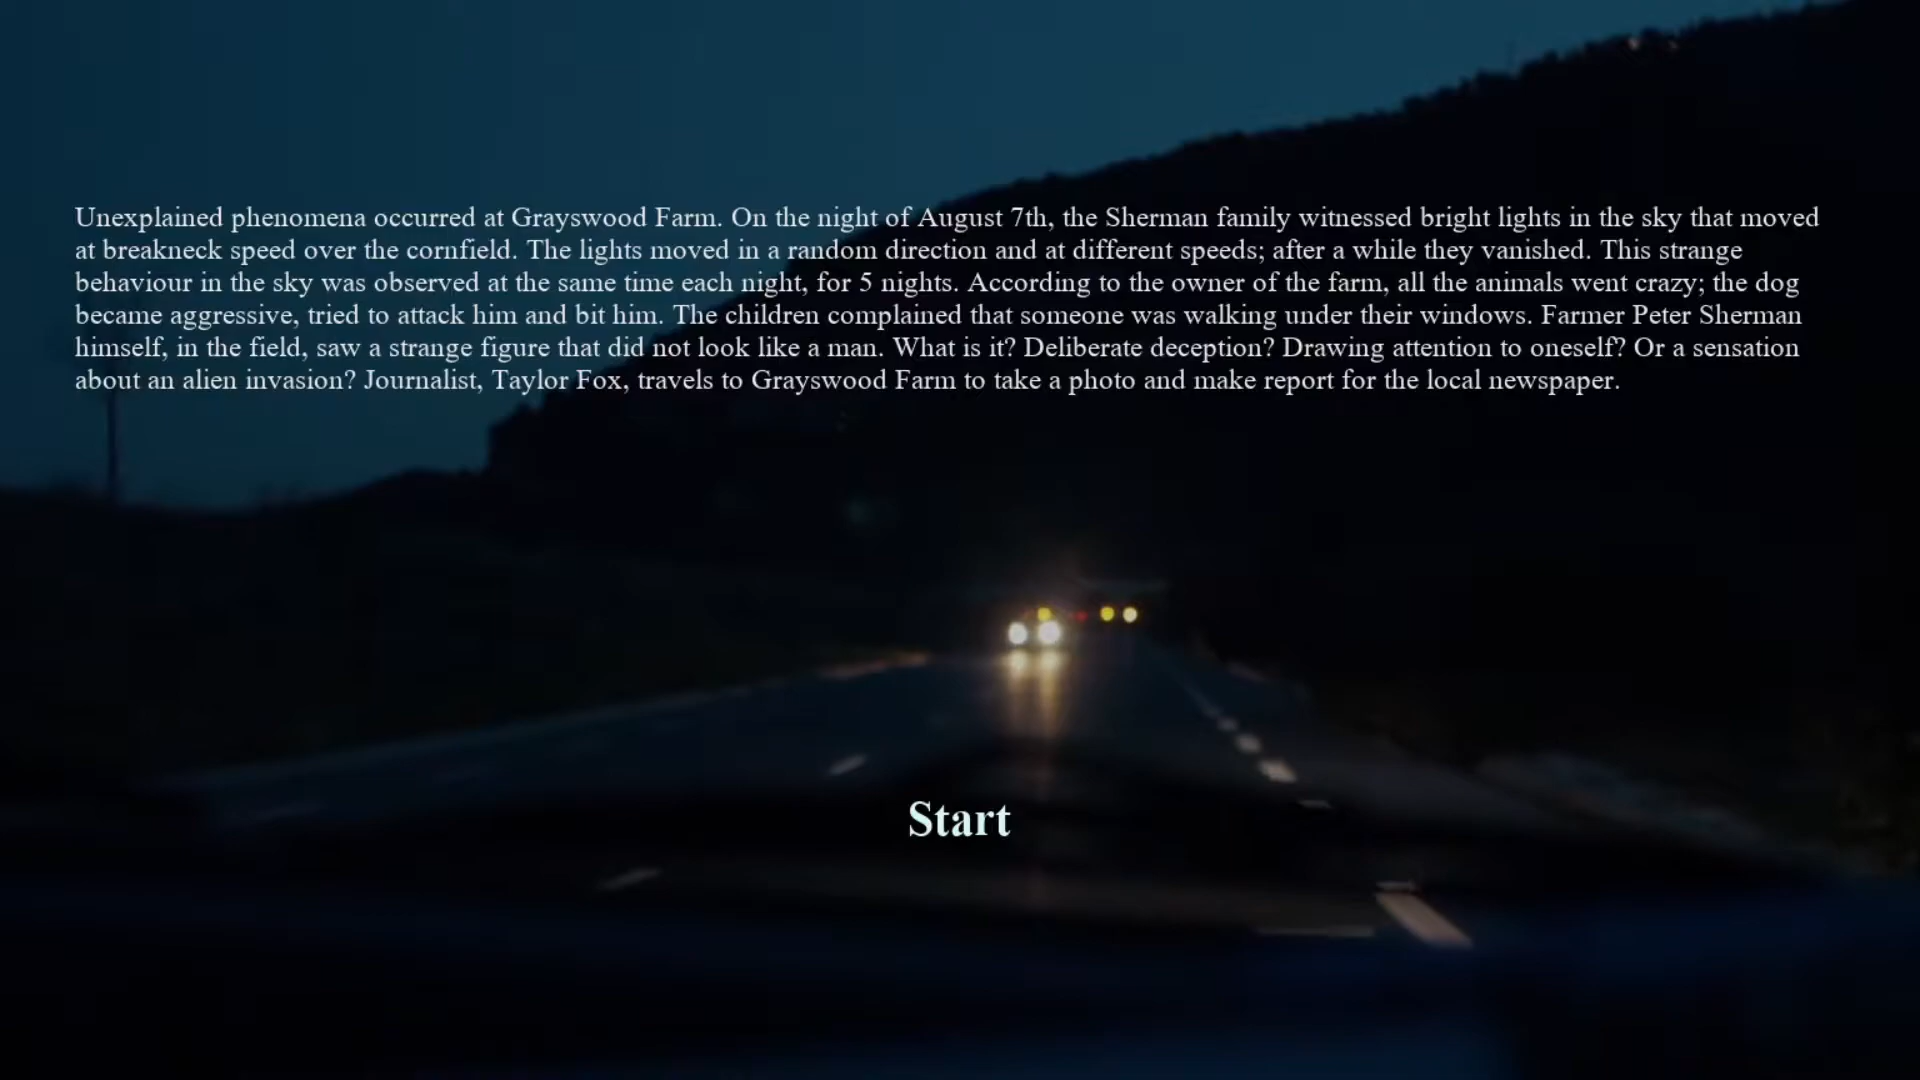 Unexplained phenomena occurred at Grayswood Farm. On the night of August 7th, the Sherman family witnessed bright lights in the sky that moved
at breakneck speed over the cornfield. The lights moved in a random direction and at different speeds; after a while they vanished. This strange
behaviour in the sky was observed at the same time each night, for 5 nights. According to the owner of the farm, all the animals went crazy; the dog
became aggressive, tried to attack him and bit him. The children complained that someone was walking under their windows. Farmer Peter Sherman
himself, in the field, saw a strange figure that did not look like a man. What is it? Deliberate deception? Drawing attention to oneself? Or a sensation
about an alien invasion? Journalist, Taylor Fox, travels to Grayswood Farm to take a photo and make report for the local newspaper.
Start